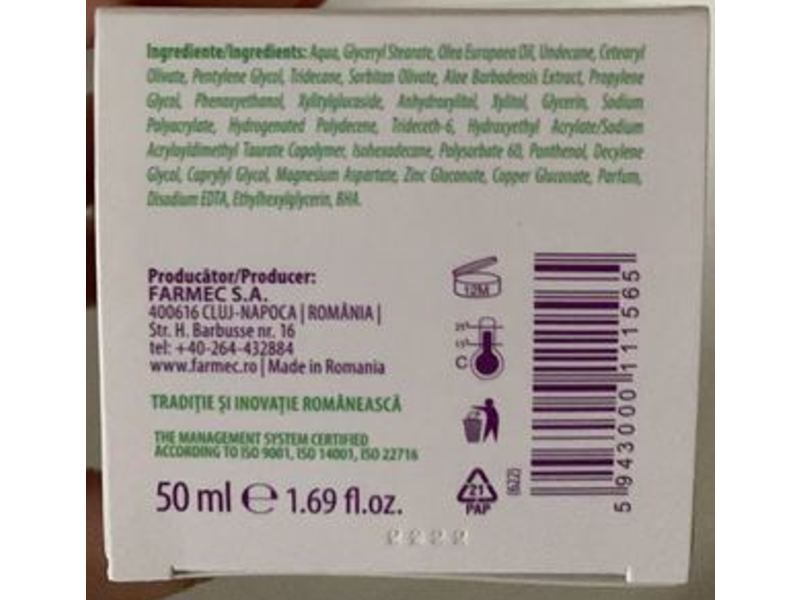 Ingrediente/Ingredients: Aqua, Glyceryl Stearate, Olea Europaea Oil, Undecane, Cetearyl
Olivate, Pentylene Glycol, Tridecane, Sorbitan Olivate, Aloe Barbadensis Extract, Propylene
Glycol, Phenoxyethanol, Xylitylglucoside, Anhydroxylitol, Xylitol, Glycerin, Sodium
Polyacrylate, Hydrogenated Polydecene, Trideceth-6, Hydroxyethyl Acrylate/Sodium
Acryloyldimethyl Taurate Copolymer, Isohexadecane, Polysorbate 60, Panthenol, Decylene
Glycol, Caprylyl Glycol, Magnesium Aspartate, Zinc Gluconate, Copper Gluconate, Parfum,
Disodium EDTA, Ethylhexylglycerin, BHA.
Producător/Producer:
FARMEC S.A.
400616 CLUJ-NAPOCA | ROMÂNIA |
Str. H. Barbusse nr. 16
tel: +40-264-432884
www.farmec.ro | Made in Romania
TRADIȚIE ȘI INOVAȚIE ROMÂNEASCĂ
THE MANAGEMENT SYSTEM CERTIFIED
ACCORDING TO ISO 9001, ISO 14001, ISO 22716
50 ml ℮ 1.69 fl.oz.
12M
25°
15°
C
21
PAP
(622)
5 943000 111565